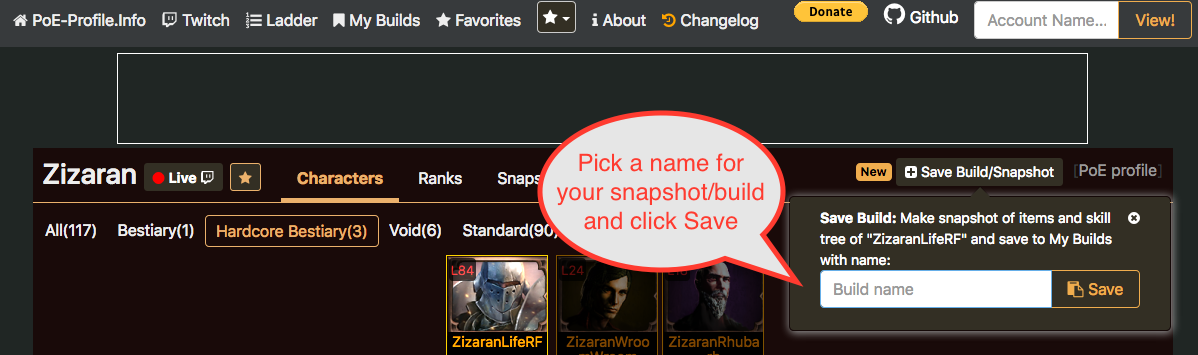 PoE-Profile.Info Twitch Ladder My Builds Favorites About Changelog Donate Github Account Name... View!
Zizaran Live Characters Ranks Snaps New Save Build/Snapshot [PoE profile]
Pick a name for
your snapshot/build
and click Save
All(117) Bestiary(1) Hardcore Bestiary(3) Void(6) Standard(90)
Save Build: Make snapshot of items and skill
tree of "ZizaranLifeRF" and save to My Builds
with name:
Build name Save
L84 L24
ZizaranLifeRF ZizaranWroo ZizaranRhuba